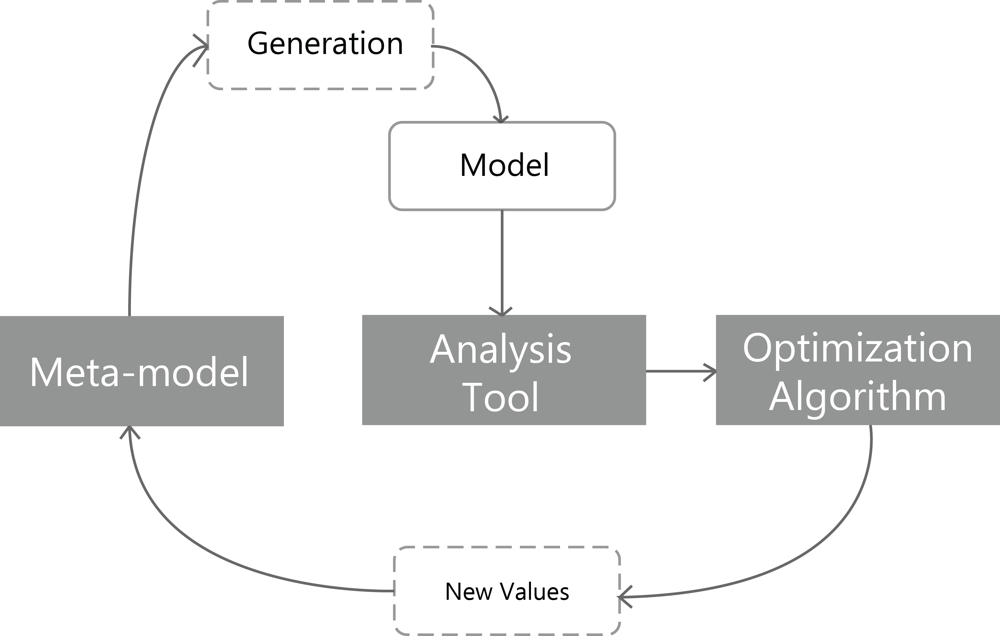 Generation
Model
Meta-model
Analysis
Tool
Optimization
Algorithm
New Values